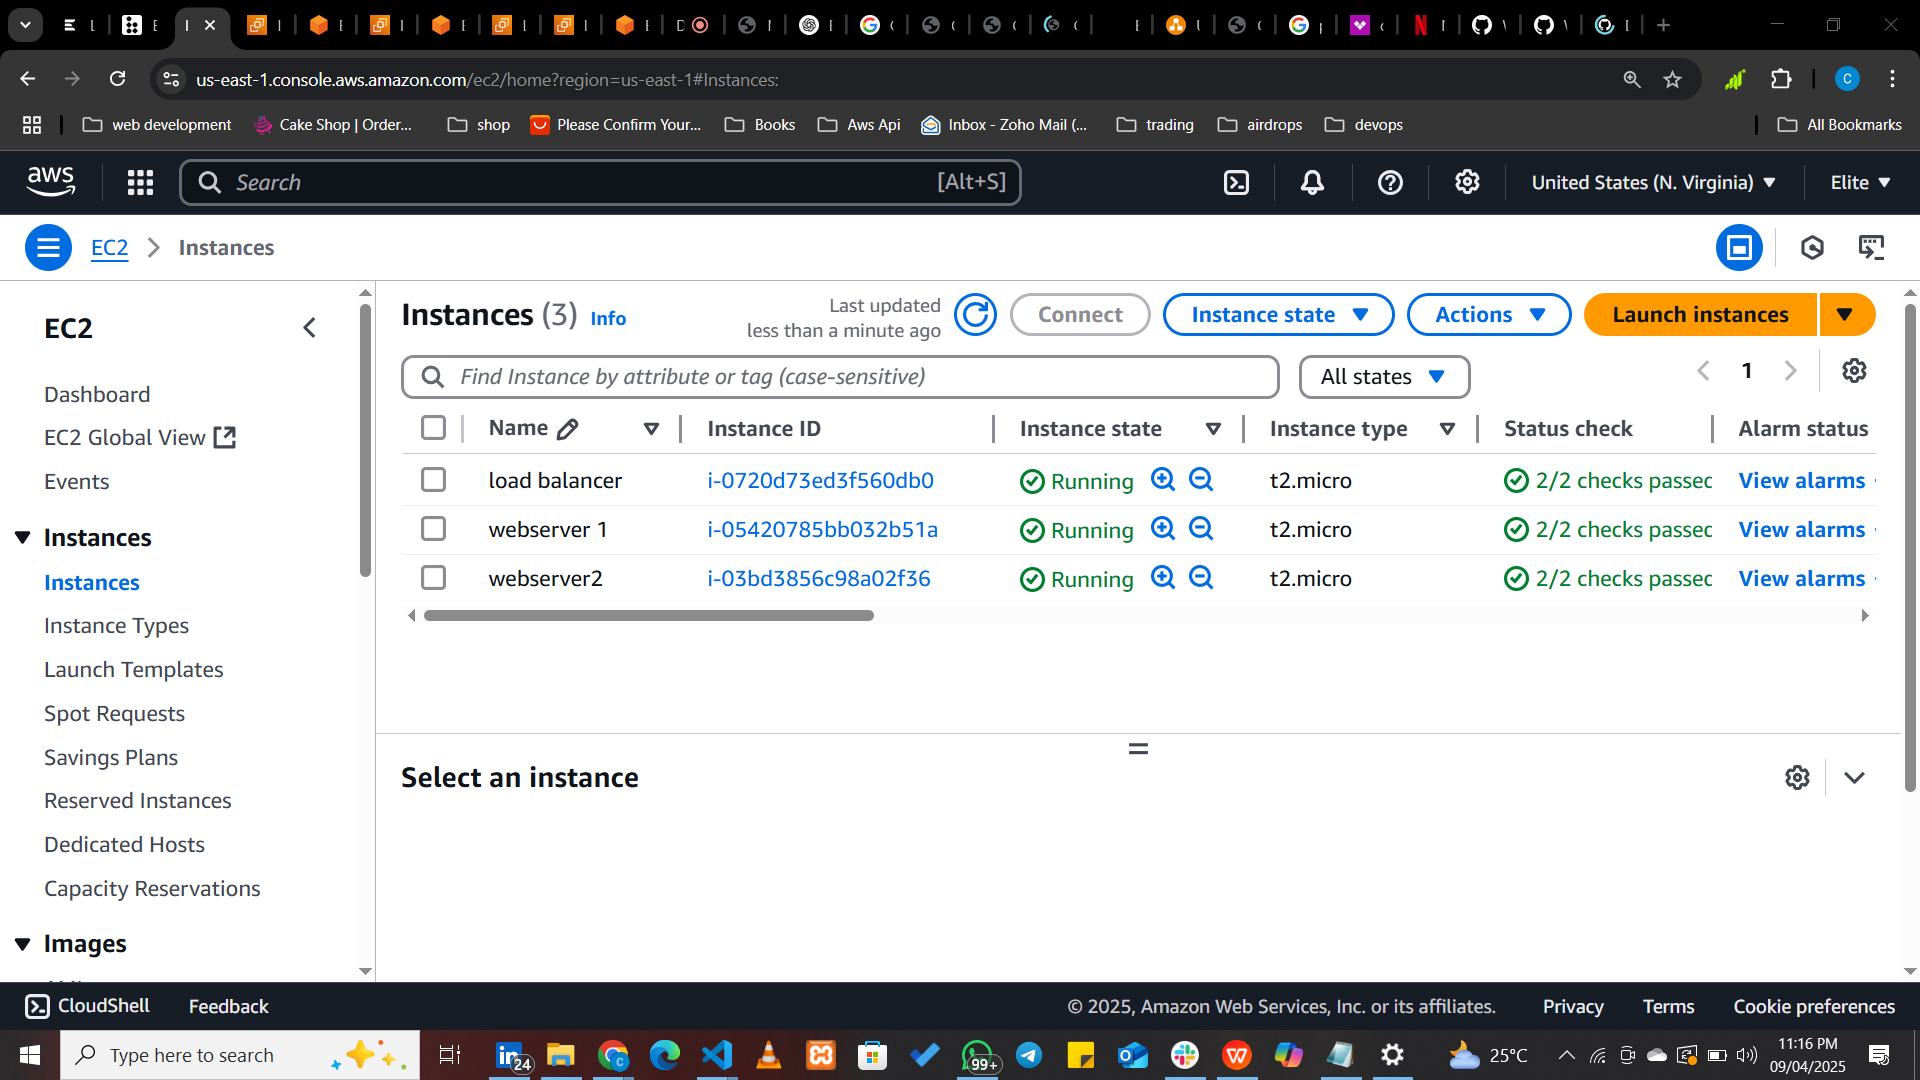 us-east-1.console.aws.amazon.com/ec2/home?region=us-east-1#Instances:
C
web development
Cake Shop | Order...
shop
Please Confirm Your...
Books
Aws Api
Inbox - Zoho Mail (...
trading
airdrops
devops
All Bookmarks
aws
Search
[Alt+S]
United States (N. Virginia)
Elite
EC2
Instances
EC2
Dashboard
EC2 Global View
Events
Instances
Instances
Instance Types
Launch Templates
Spot Requests
Savings Plans
Reserved Instances
Dedicated Hosts
Capacity Reservations
Images
Instances (3) Info
Last updated
less than a minute ago
Connect
Instance state
Actions
Launch instances
Find Instance by attribute or tag (case-sensitive)
All states
1
Name Instance ID Instance state Instance type Status check Alarm status
load balancer i-0720d73ed3f560db0 Running t2.micro 2/2 checks passed View alarms
webserver 1 i-05420785bb032b51a Running t2.micro 2/2 checks passed View alarms
webserver2 i-03bd3856c98a02f36 Running t2.micro 2/2 checks passed View alarms
Select an instance
CloudShell
Feedback
© 2025, Amazon Web Services, Inc. or its affiliates.
Privacy
Terms
Cookie preferences
Type here to search
24
99+
25°C
11:16 PM
09/04/2025